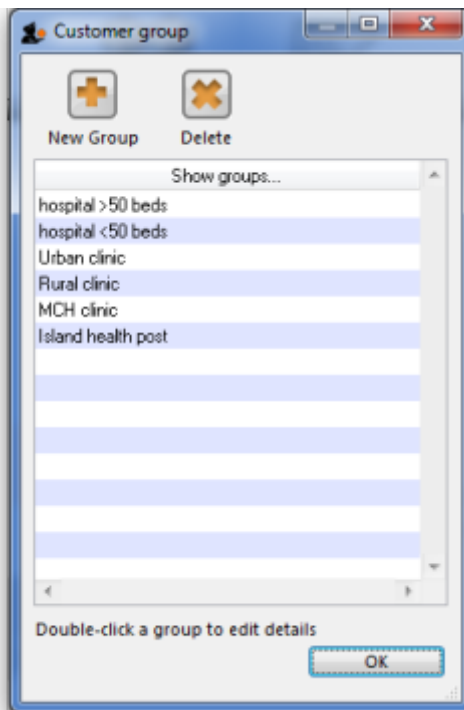 Customer group
New Group Delete
Show groups...
hospital >50 beds
hospital <50 beds
Urban clinic
Rural clinic
MCH clinic
Island health post
Double-click a group to edit details
OK